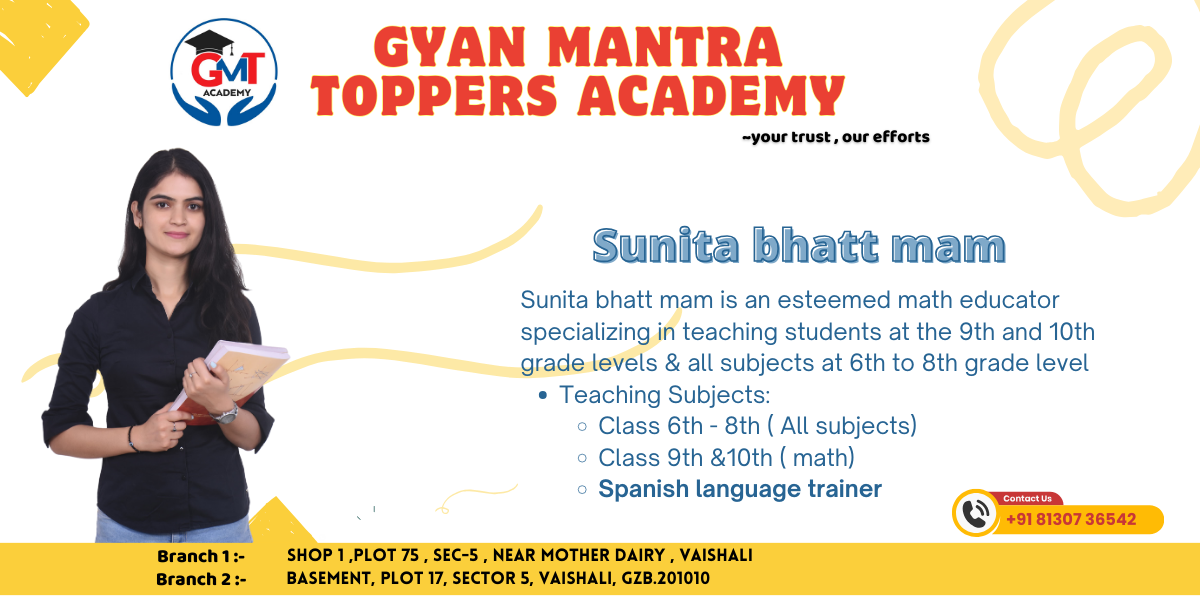 GMT
ACADEMY
GYAN MANTRA
TOPPERS ACADEMY
~your trust , our efforts
Sunita bhatt mam
Sunita bhatt mam is an esteemed math educator
specializing in teaching students at the 9th and 10th
grade levels & all subjects at 6th to 8th grade level
Teaching Subjects:
Class 6th - 8th ( All subjects)
Class 9th &10th ( math)
Spanish language trainer
Contact Us
+91 81307 36542
Branch 1 :- SHOP 1 ,PLOT 75 , SEC-5 , NEAR MOTHER DAIRY , VAISHALI
Branch 2 :- BASEMENT, PLOT 17, SECTOR 5, VAISHALI, GZB.201010